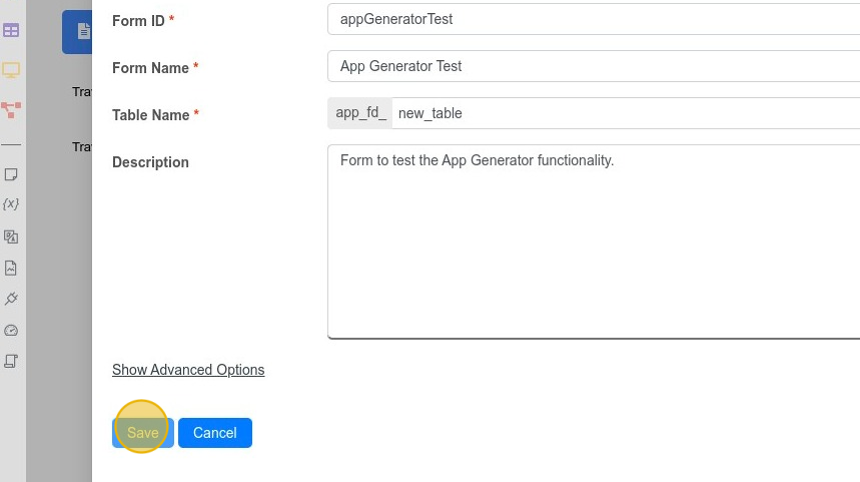 Form ID *
appGeneratorTest
Form Name *
App Generator Test
Table Name *
app_fd_ new_table
Description
Form to test the App Generator functionality.
Tra
Tra
{x}
Show Advanced Options
Save
Cancel